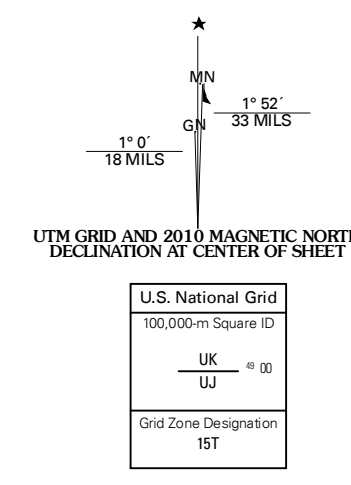 ★
MN
GN
1° 52´
33 MILS
1° 0´
18 MILS
UTM GRID AND 2010 MAGNETIC NORT
DECLINATION AT CENTER OF SHEET
U.S. National Grid
100,000-m Square ID
UK
49 00
UJ
Grid Zone Designation
15T